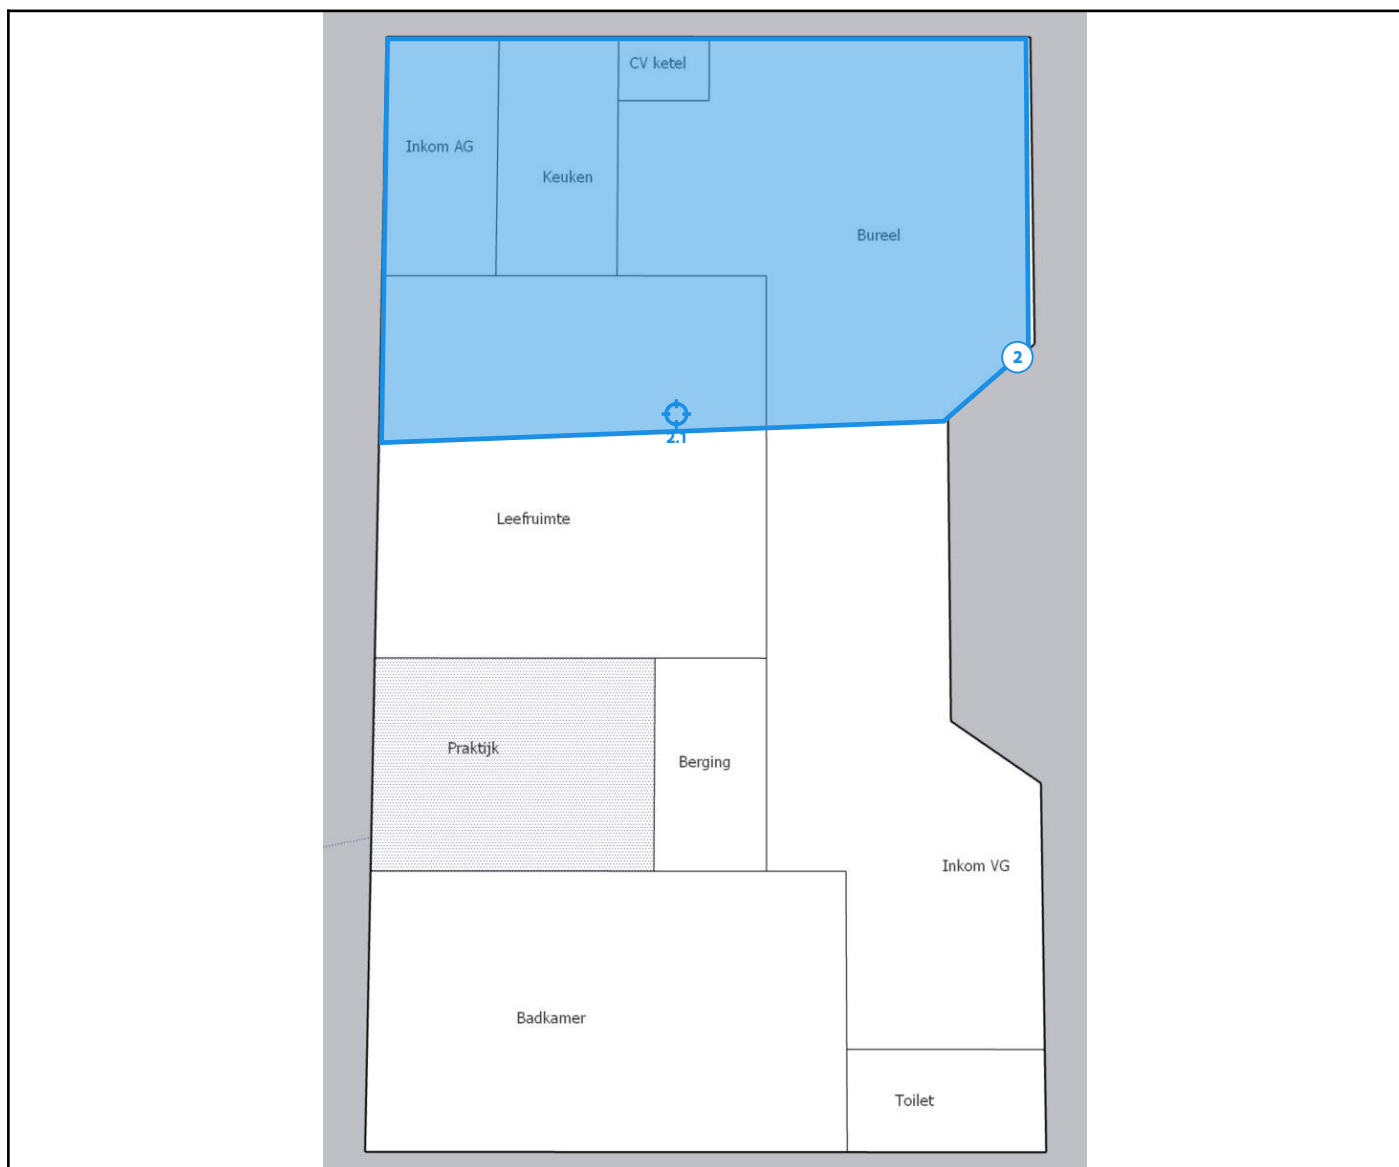 CV ketel
Inkom AG
Keuken
Bureel
2
2.1
Leefruimte
Praktijk
Berging
Inkom VG
Badkamer
Toilet